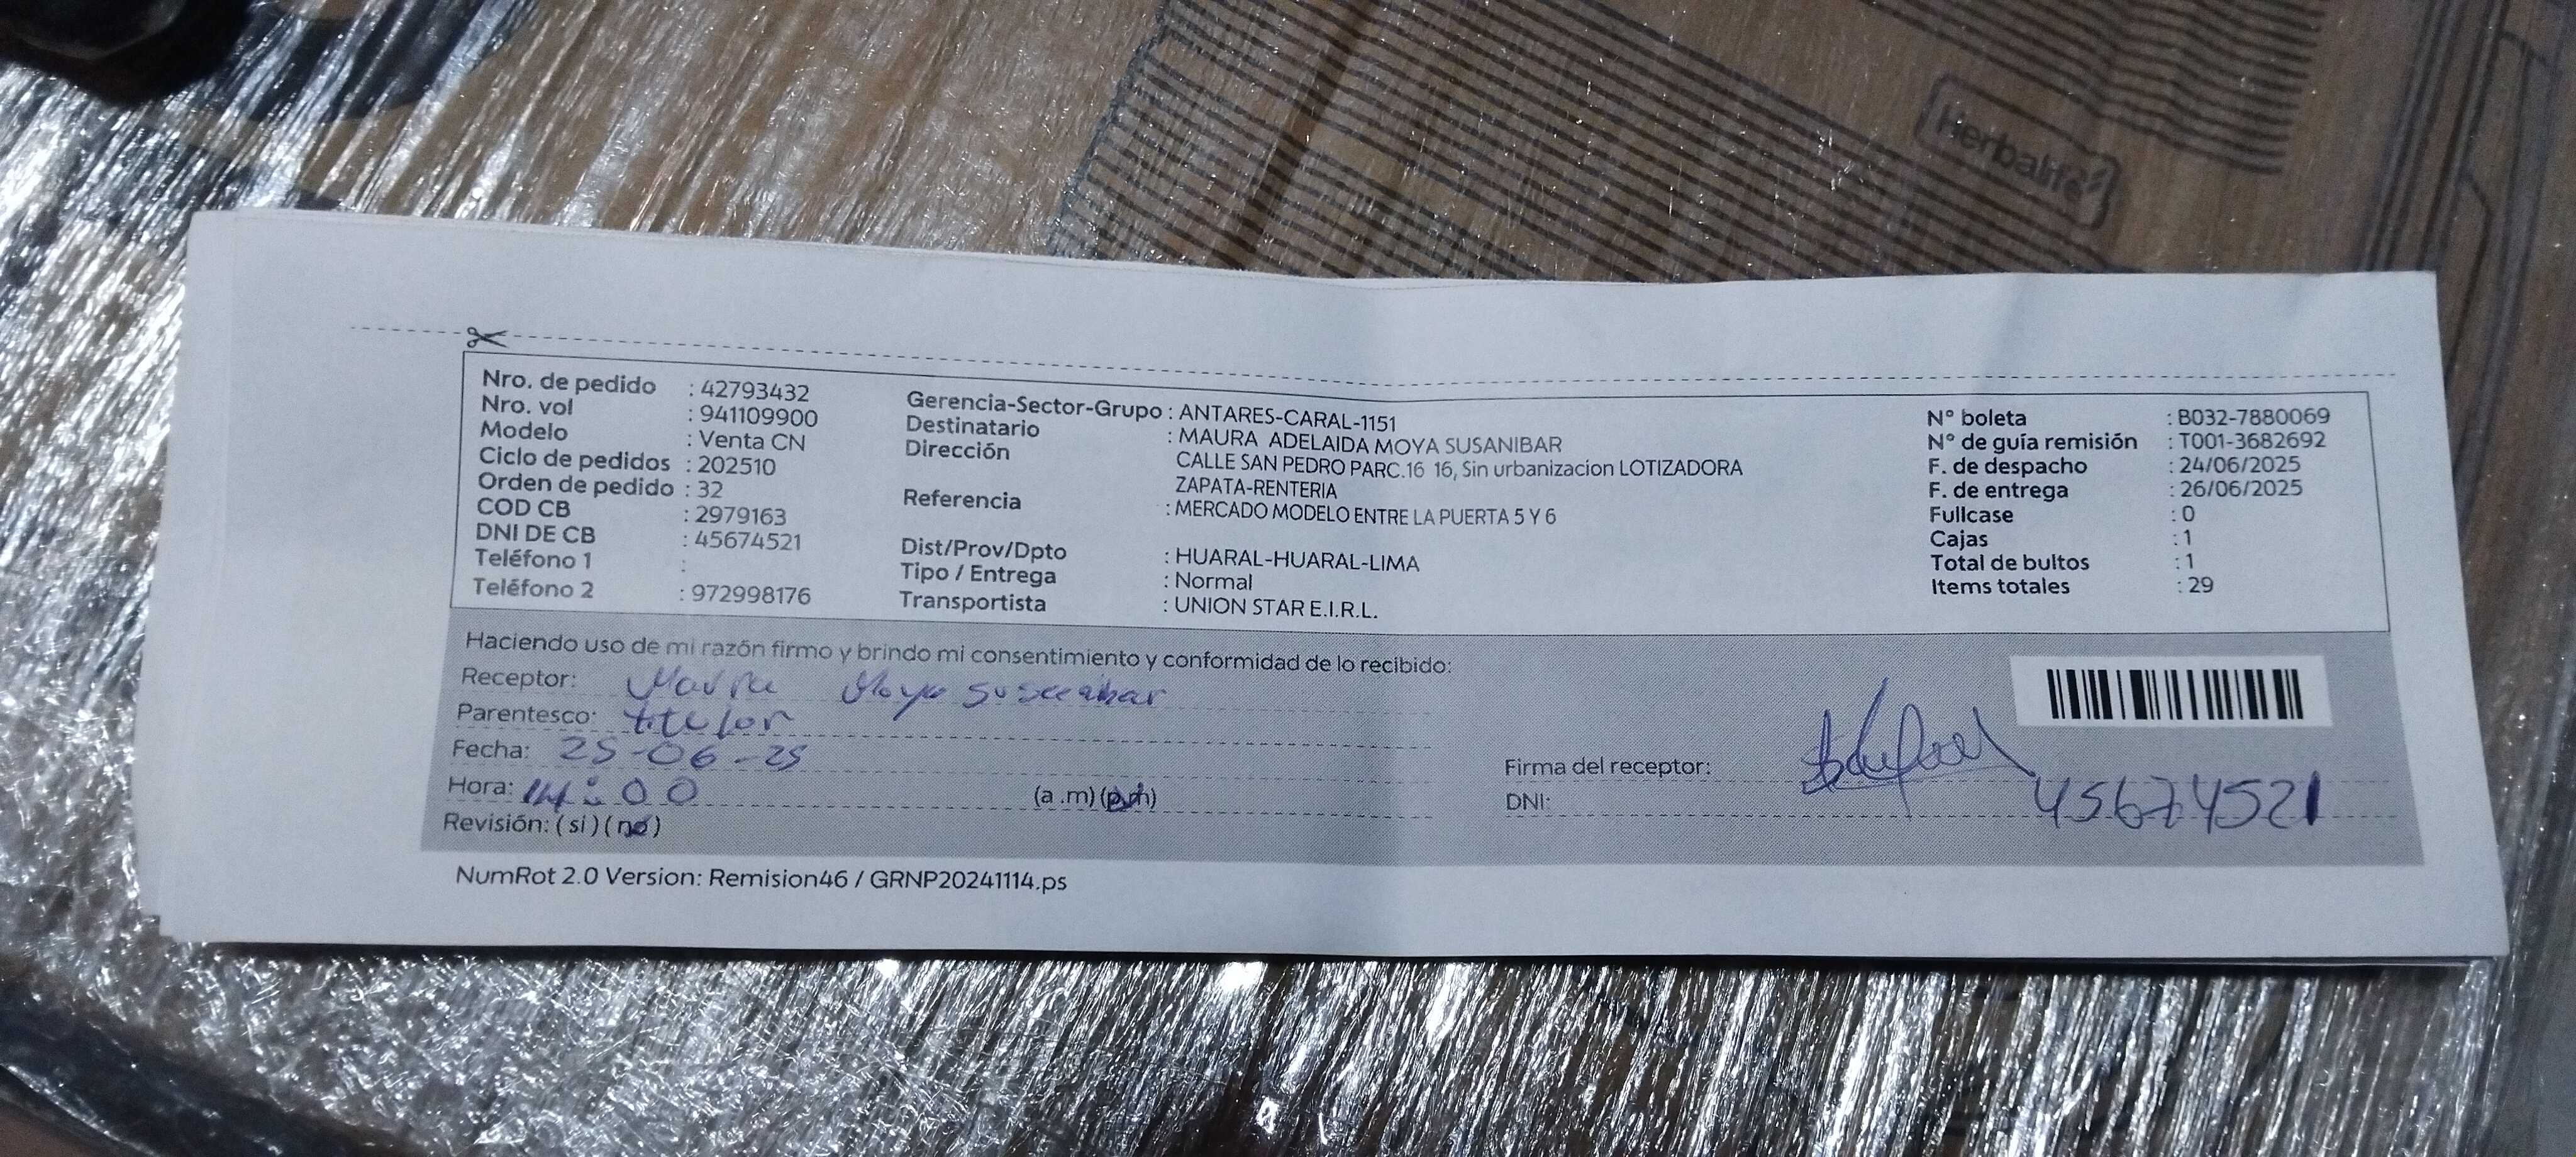 Herbalife
Nro. de pedido : 42793432
Nro. vol : 941109900
Modelo : Venta CN
Ciclo de pedidos : 202510
Orden de pedido : 32
COD CB : 2979163
DNI DE CB : 45674521
Teléfono 1 :
Teléfono 2 : 972998176
Gerencia-Sector-Grupo : ANTARES-CARAL-1151
Destinatario : MAURA ADELAIDA MOYA SUSANIBAR
Dirección CALLE SAN PEDRO PARC.16 16, Sin urbanizacion LOTIZADORA
ZAPATA-RENTERIA
Referencia : MERCADO MODELO ENTRE LA PUERTA 5 Y 6
Dist/Prov/Dpto : HUARAL-HUARAL-LIMA
Tipo / Entrega : Normal
Transportista : UNION STAR E.I.R.L.
N° boleta : B032-7880069
N° de guía remisión : T001-3682692
F. de despacho : 24/06/2025
F. de entrega : 26/06/2025
Fullcase : 0
Cajas : 1
Total de bultos : 1
Items totales : 29
Haciendo uso de mi razón firmo y brindo mi consentimiento y conformidad de lo recibido:
Receptor: Maura Moya Susanibar
Parentesco: titular
Fecha: 25-06-25
Hora: 14:00 (a .m) (p.m)
Revisión: ( si ) ( no )
Firma del receptor:
DNI: 45674521
NumRot 2.0 Version: Remision46 / GRNP20241114.ps